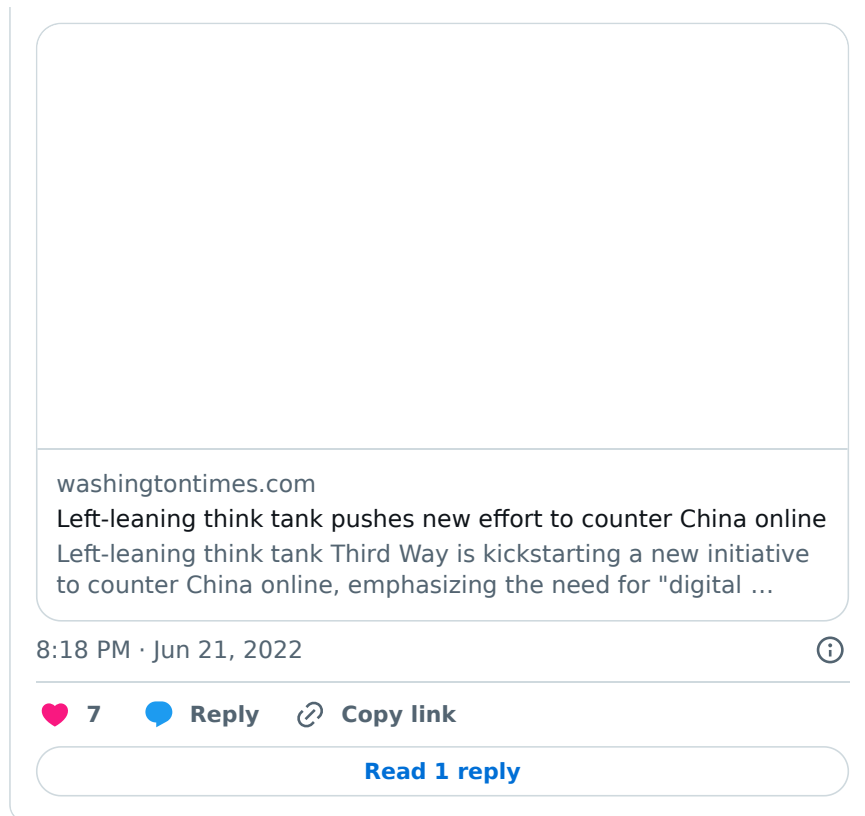 washingtontimes.com
Left-leaning think tank pushes new effort to counter China online
Left-leaning think tank Third Way is kickstarting a new initiative
to counter China online, emphasizing the need for "digital …
8:18 PM · Jun 21, 2022
7 Reply Copy link
Read 1 reply